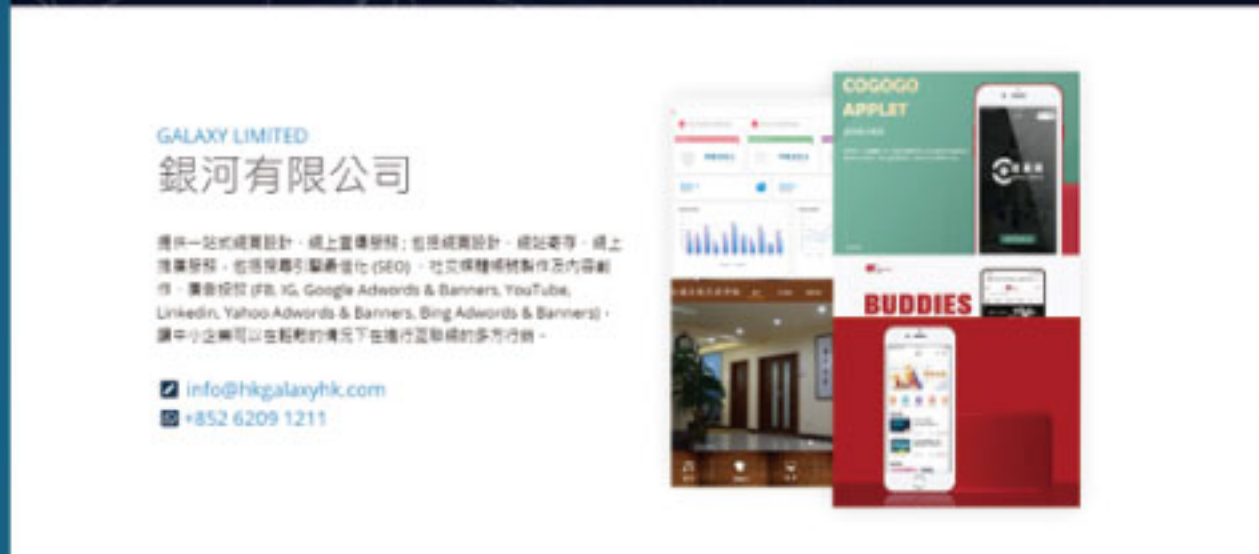 GALAXY LIMITED
銀河有限公司
提供一站式網頁設計、網上宣傳服務；包括網頁設計、網站寄存、網上
推廣服務，包括搜尋引擎最佳化 (SEO) 、社交媒體帳號製作及內容創
作、廣告投放 (FB, IG, Google Adwords & Banners, YouTube,
Linkedin, Yahoo Adwords & Banners, Bing Adwords & Banners)，
讓中小企業可以在輕鬆的情況下在進行互聯網的多方行銷。
info@hkgalaxyhk.com
+852 6209 1211
COGOGO
APPLET
BUDDIES